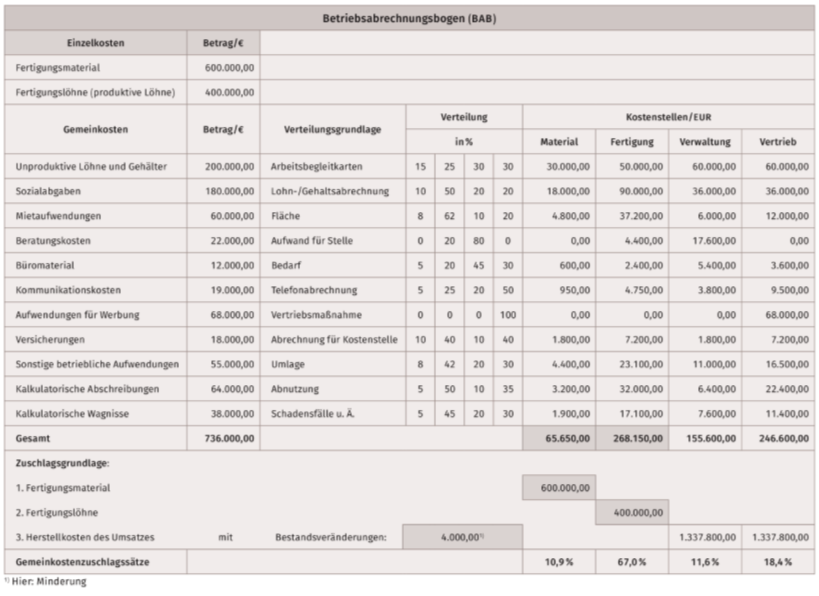 Betriebsabrechnungsbogen (BAB)
Einzelkosten Betrag/€
Fertigungsmaterial 600.000,00
Fertigungslöhne (produktive Löhne) 400.000,00
Gemeinkosten Betrag/€ Verteilungsgrundlage Verteilung Kostenstellen/EUR
in % Material Fertigung Verwaltung Vertrieb
Unproduktive Löhne und Gehälter 200.000,00 Arbeitsbegleitkarten 15 25 30 30 30.000,00 50.000,00 60.000,00 60.000,00
Sozialabgaben 180.000,00 Lohn-/Gehaltsabrechnung 10 50 20 20 18.000,00 90.000,00 36.000,00 36.000,00
Mietaufwendungen 60.000,00 Fläche 8 62 10 20 4.800,00 37.200,00 6.000,00 12.000,00
Beratungskosten 22.000,00 Aufwand für Stelle 0 20 80 0 0,00 4.400,00 17.600,00 0,00
Büromaterial 12.000,00 Bedarf 5 20 45 30 600,00 2.400,00 5.400,00 3.600,00
Kommunikationskosten 19.000,00 Telefonabrechnung 5 25 20 50 950,00 4.750,00 3.800,00 9.500,00
Aufwendungen für Werbung 68.000,00 Vertriebsmaßnahme 0 0 0 100 0,00 0,00 0,00 68.000,00
Versicherungen 18.000,00 Abrechnung für Kostenstelle 10 40 10 40 1.800,00 7.200,00 1.800,00 7.200,00
Sonstige betriebliche Aufwendungen 55.000,00 Umlage 8 42 20 30 4.400,00 23.100,00 11.000,00 16.500,00
Kalkulatorische Abschreibungen 64.000,00 Abnutzung 5 50 10 35 3.200,00 32.000,00 6.400,00 22.400,00
Kalkulatorische Wagnisse 38.000,00 Schadensfälle u. Ä. 5 45 20 30 1.900,00 17.100,00 7.600,00 11.400,00
Gesamt 736.000,00 65.650,00 268.150,00 155.600,00 246.600,00
Zuschlagsgrundlage:
1. Fertigungsmaterial 600.000,00
2. Fertigungslöhne 400.000,00
3. Herstellkosten des Umsatzes mit Bestandsveränderungen: 4.000,00¹⁾ 1.337.800,00 1.337.800,00
Gemeinkostenzuschlagssätze 10,9 % 67,0 % 11,6 % 18,4 %
¹⁾ Hier: Minderung